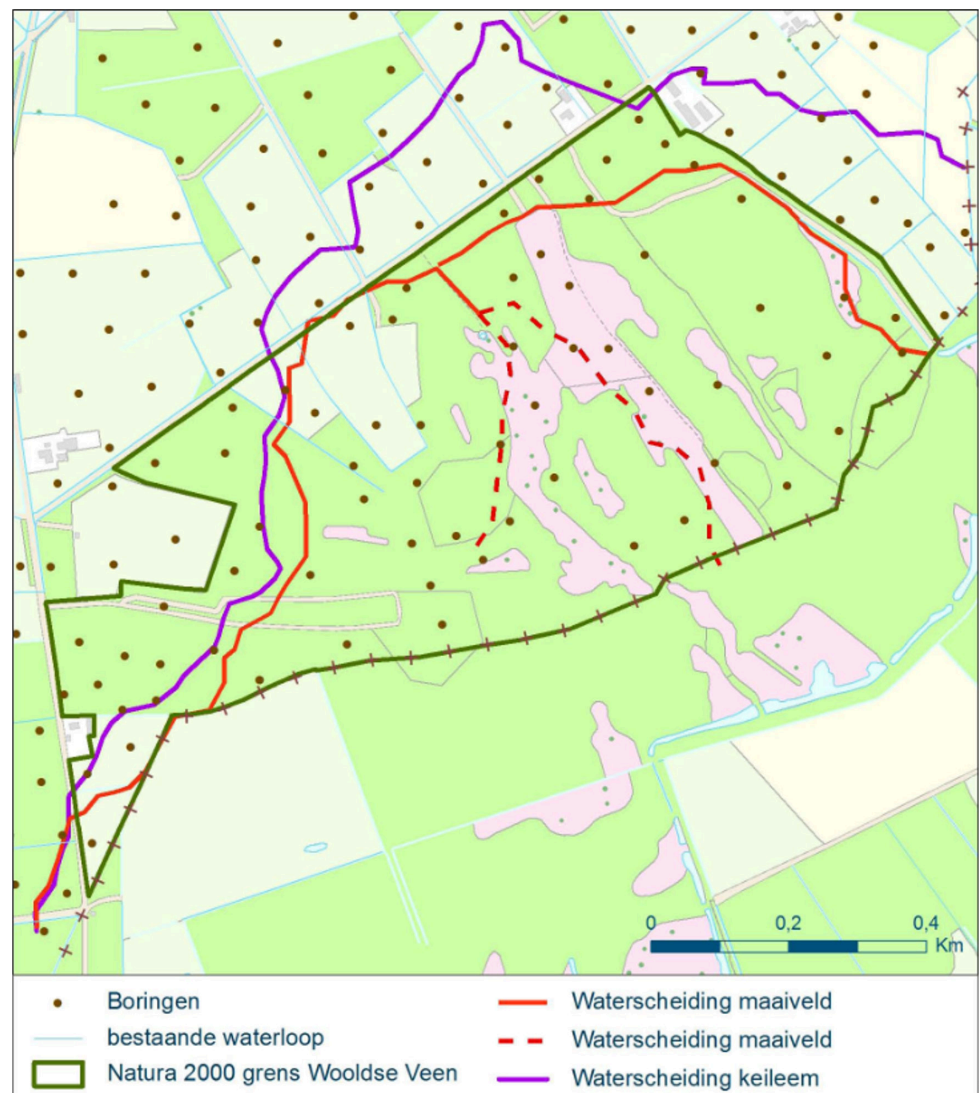 0 0,2 0,4
Km
Boringen
bestaande waterloop
Natura 2000 grens Wooldse Veen
Waterscheiding maaiveld
Waterscheiding maaiveld
Waterscheiding keileem